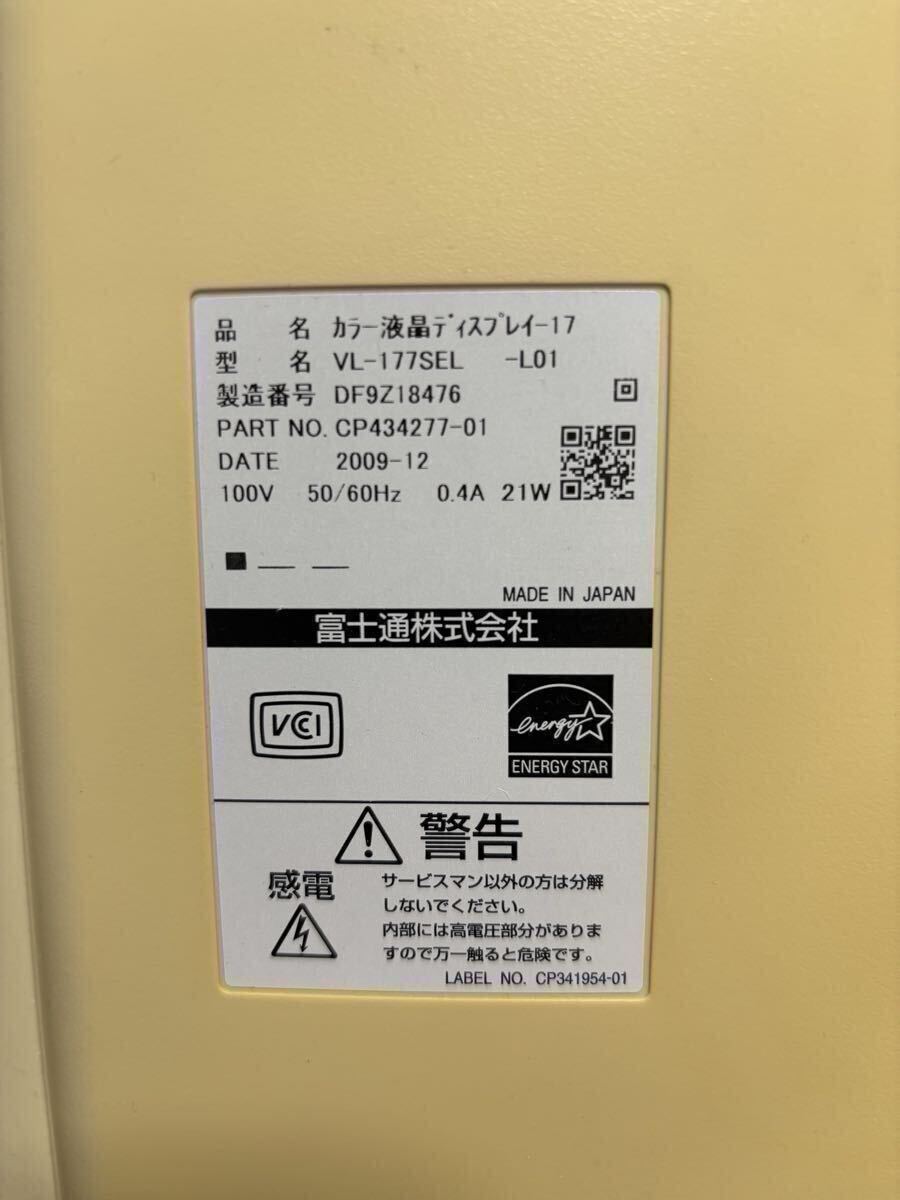 品 名 ｶﾗｰ液晶ﾃﾞｨｽﾌﾟﾚｲ-17
型 名 VL-177SEL -L01
製造番号 DF9Z18476
PART NO. CP434277-01
DATE 2009-12
100V 50/60Hz 0.4A 21W
MADE IN JAPAN
富士通株式会社
VCCI
energy
ENERGY STAR
警告
感電
サービスマン以外の方は分解
しないでください。
内部には高電圧部分がありま
すので万一触ると危険です。
LABEL NO. CP341954-01